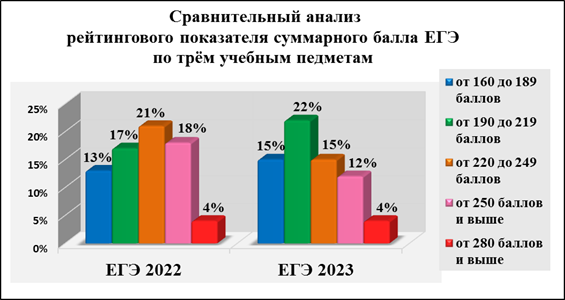 Сравнительный анализ
рейтингового показателя суммарного балла ЕГЭ
по трём учебным педметам
25%
20%
15%
10%
5%
0%
13%
17%
21%
18%
4%
15%
22%
15%
12%
4%
ЕГЭ 2022
ЕГЭ 2023
от 160 до 189
баллов
от 190 до 219
баллов
от 220 до 249
баллов
от 250 баллов
и выше
от 280 баллов
и выше